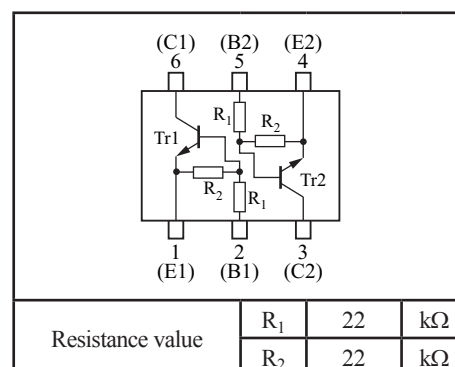 (C1) (B2) (E2)
6 5 4
R1
R2
Tr1
Tr2
R2
R1
1 2 3
(E1) (B1) (C2)
Resistance value R1 22 kΩ
R2 22 kΩ